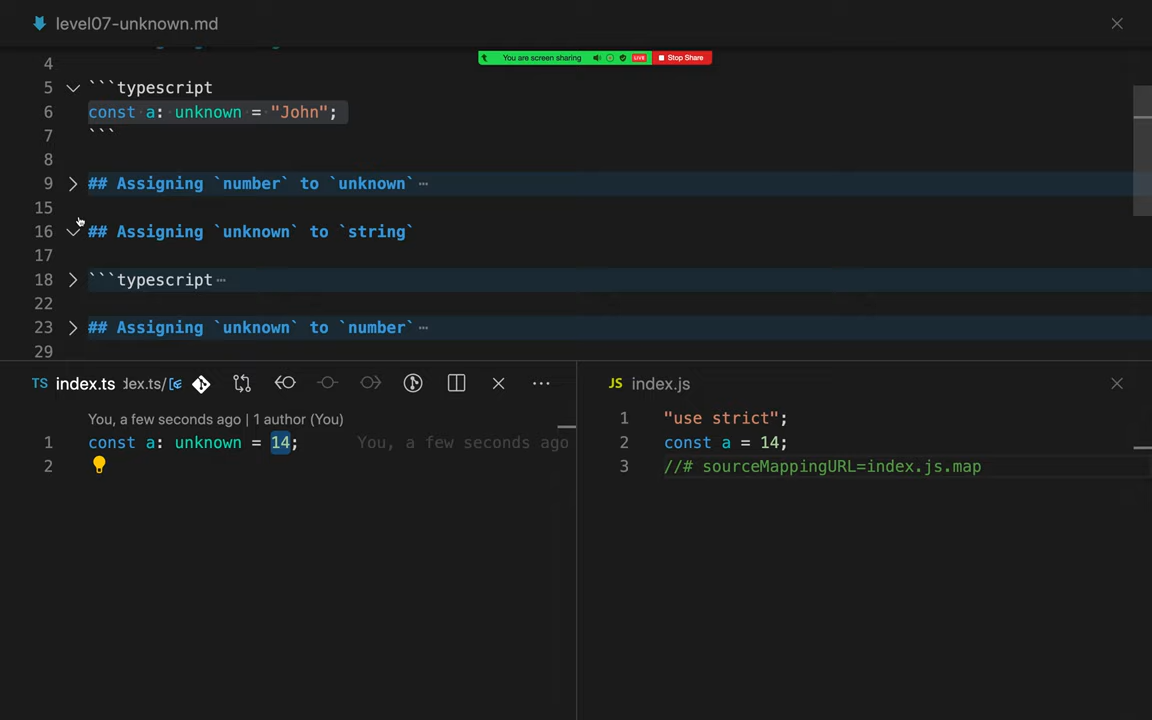 level07-unknown.md
You are screen sharing LIVE Stop Share
4
5 ```typescript
6 const a: unknown = "John";
7 ```
8
9 ## Assigning `number` to `unknown`…
15
16 ## Assigning `unknown` to `string`
17
18 ```typescript…
22
23 ## Assigning `unknown` to `number`…
29
TS index.ts
You, a few seconds ago | 1 author (You)
1 const a: unknown = 14; You, a few seconds ago
2
JS index.js
1 "use strict";
2 const a = 14;
3 //# sourceMappingURL=index.js.map